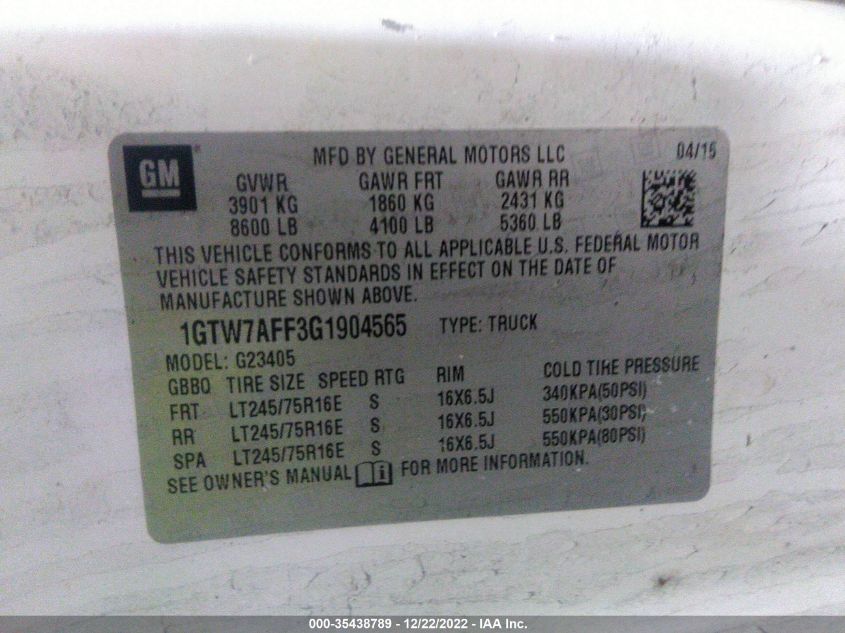 GM
MFD BY GENERAL MOTORS LLC 04/15
GVWR GAWR FRT GAWR RR
3901 KG 1860 KG 2431 KG
8600 LB 4100 LB 5360 LB
THIS VEHICLE CONFORMS TO ALL APPLICABLE U.S. FEDERAL MOTOR
VEHICLE SAFETY STANDARDS IN EFFECT ON THE DATE OF
MANUFACTURE SHOWN ABOVE.
1GTW7AFF3G1904565 TYPE: TRUCK
MODEL: G23405
GBBQ TIRE SIZE SPEED RTG RIM COLD TIRE PRESSURE
FRT LT245/75R16E S 16X6.5J 340KPA(50PSI)
RR LT245/75R16E S 16X6.5J 550KPA(80PSI)
SPA LT245/75R16E S 16X6.5J 550KPA(80PSI)
SEE OWNER'S MANUAL FOR MORE INFORMATION.
000-35438789 - 12/22/2022 - IAA Inc.